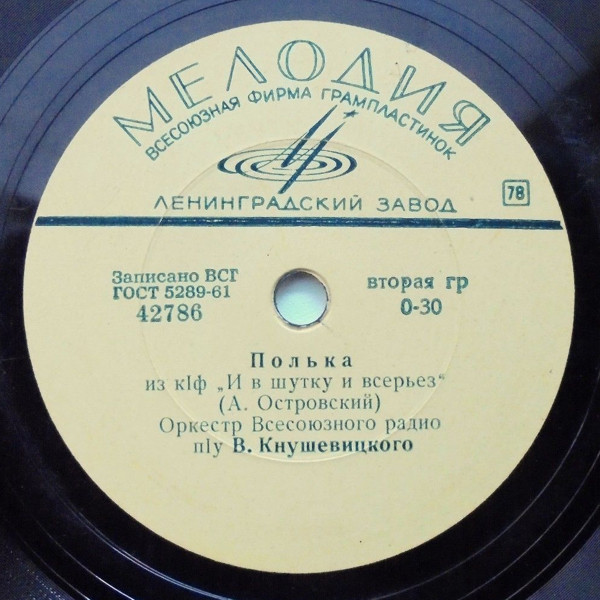 МЕЛОДИЯ
ВСЕСОЮЗНАЯ ФИРМА ГРАМПЛАСТИНОК
ЛЕНИНГРАДСКИЙ ЗАВОД
78
Записано ВСГ
ГОСТ 5289-61
42786
вторая гр
0-30
Полька
из к|ф „И в шутку и всерьез“
(А. Островский)
Оркестр Всесоюзного радио
п|у В. Кнушевицкого